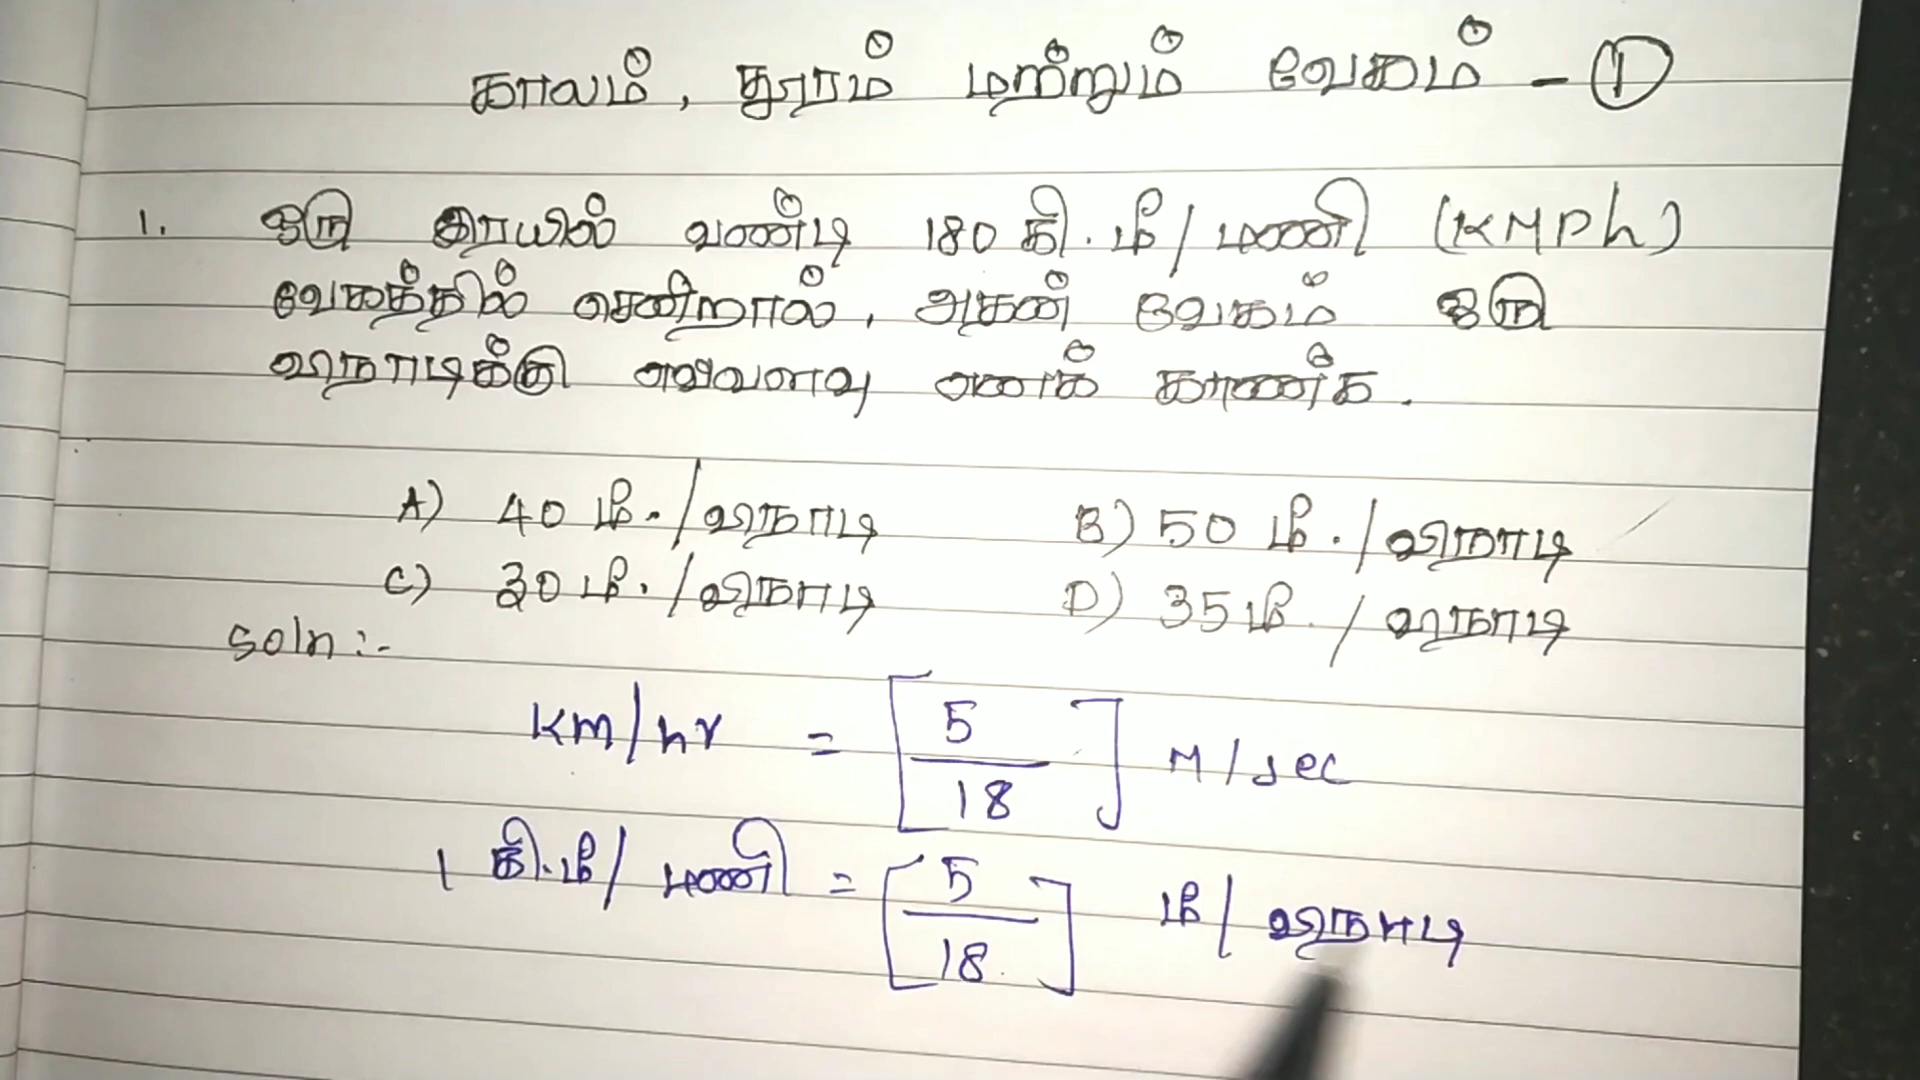 காலம், தூரம் மற்றும் வேகம் - ①
1. ஒரு இரயில் வண்டி 180 கி.மீ/மணி (KMPh)
வேகத்தில் சென்றால், அதன் வேகம் ஒரு
விநாடிக்கு எவ்வளவு எனக் காண்க.
A) 40 மீ./விநாடி B) 50 மீ./விநாடி
C) 30 மீ./விநாடி D) 35 மீ./விநாடி
Soln :-
km/hr = [5/18] M/sec
1 கி.மீ/மணி = [5/18] மீ/விநாடி